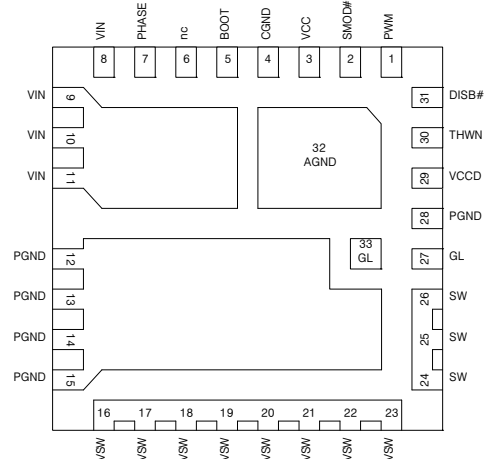 VIN PHASE nc BOOT CGND VCC SMOD# PWM
8 7 6 5 4 3 2 1
VIN 9
VIN 10
VIN 11
32
AGND
31 DISB#
30 THWN
29 VCCD
28 PGND
33
GL
27 GL
PGND 12
PGND 13
PGND 14
PGND 15
26 SW
25 SW
24 SW
16 17 18 19 20 21 22 23
VSW VSW VSW VSW VSW VSW VSW VSW